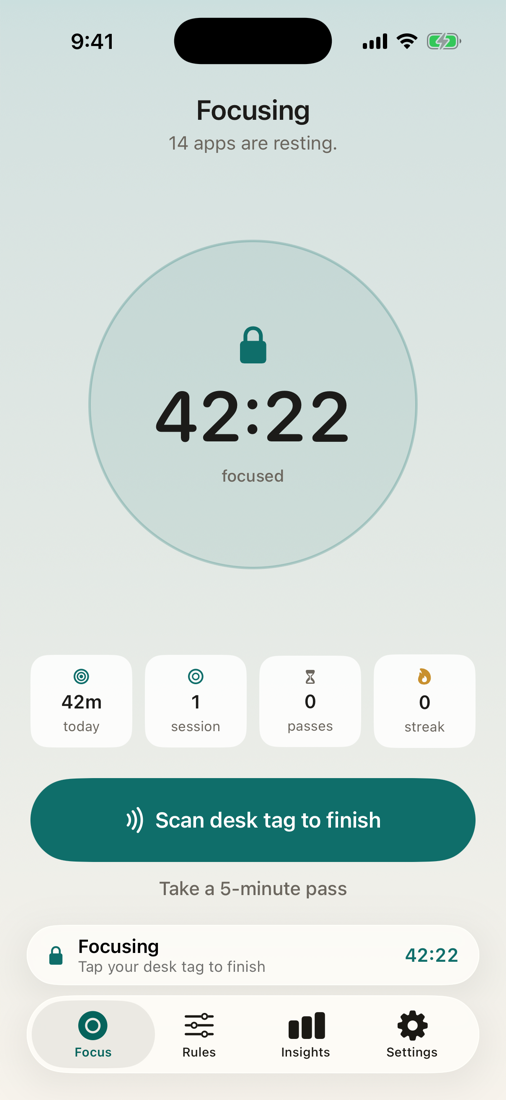 9:41
Focusing
14 apps are resting.
42:22
focused
42m
today
1
session
0
passes
0
streak
Scan desk tag to finish
Take a 5-minute pass
Focusing
Tap your desk tag to finish
42:22
Focus
Rules
Insights
Settings